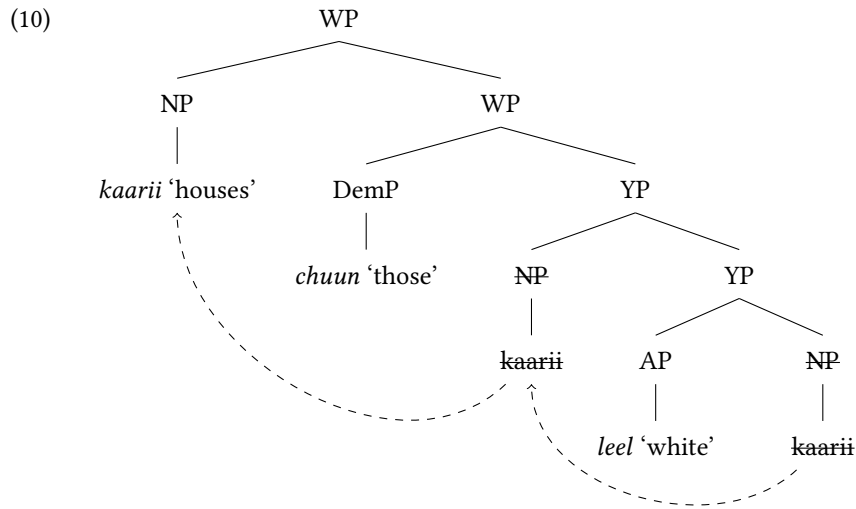 (10) WP
NP WP
kaarii ‘houses’ DemP YP
chuun ‘those’ NP YP
kaarii AP NP
leel ‘white’ kaarii